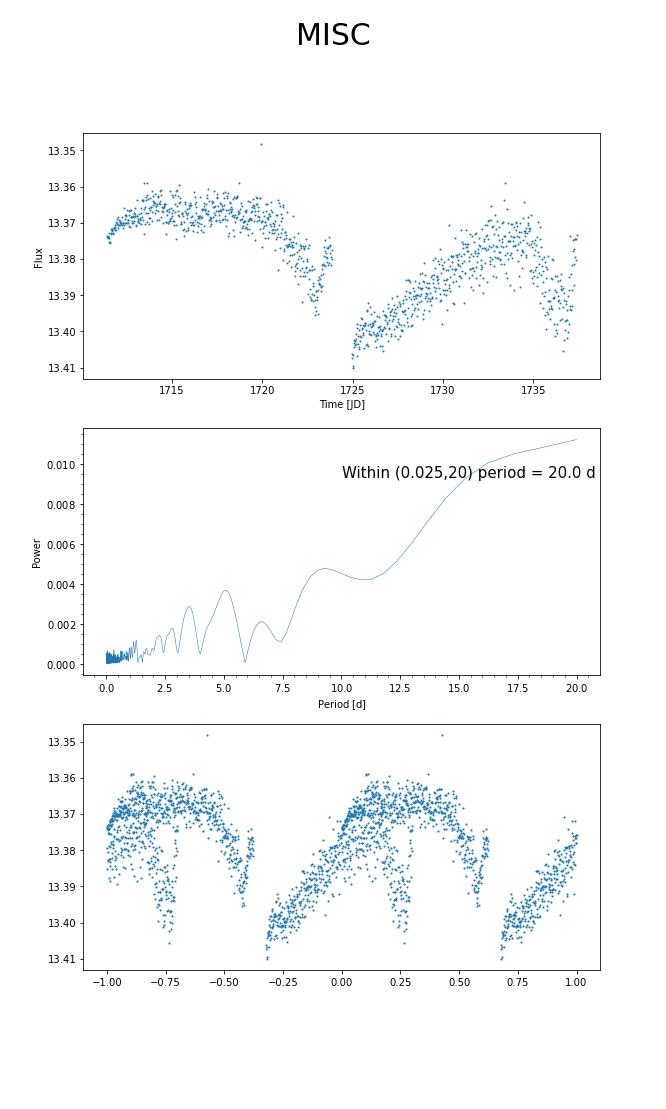 MISC
13.35
13.36
13.37
13.38
13.39
13.40
13.41
Flux
1715 1720 1725 1730 1735
Time [JD]
0.010
0.008
0.006
0.004
0.002
0.000
Power
Within (0.025,20) period = 20.0 d
0.0 2.5 5.0 7.5 10.0 12.5 15.0 17.5 20.0
Period [d]
13.35
13.36
13.37
13.38
13.39
13.40
13.41
−1.00 −0.75 −0.50 −0.25 0.00 0.25 0.50 0.75 1.00